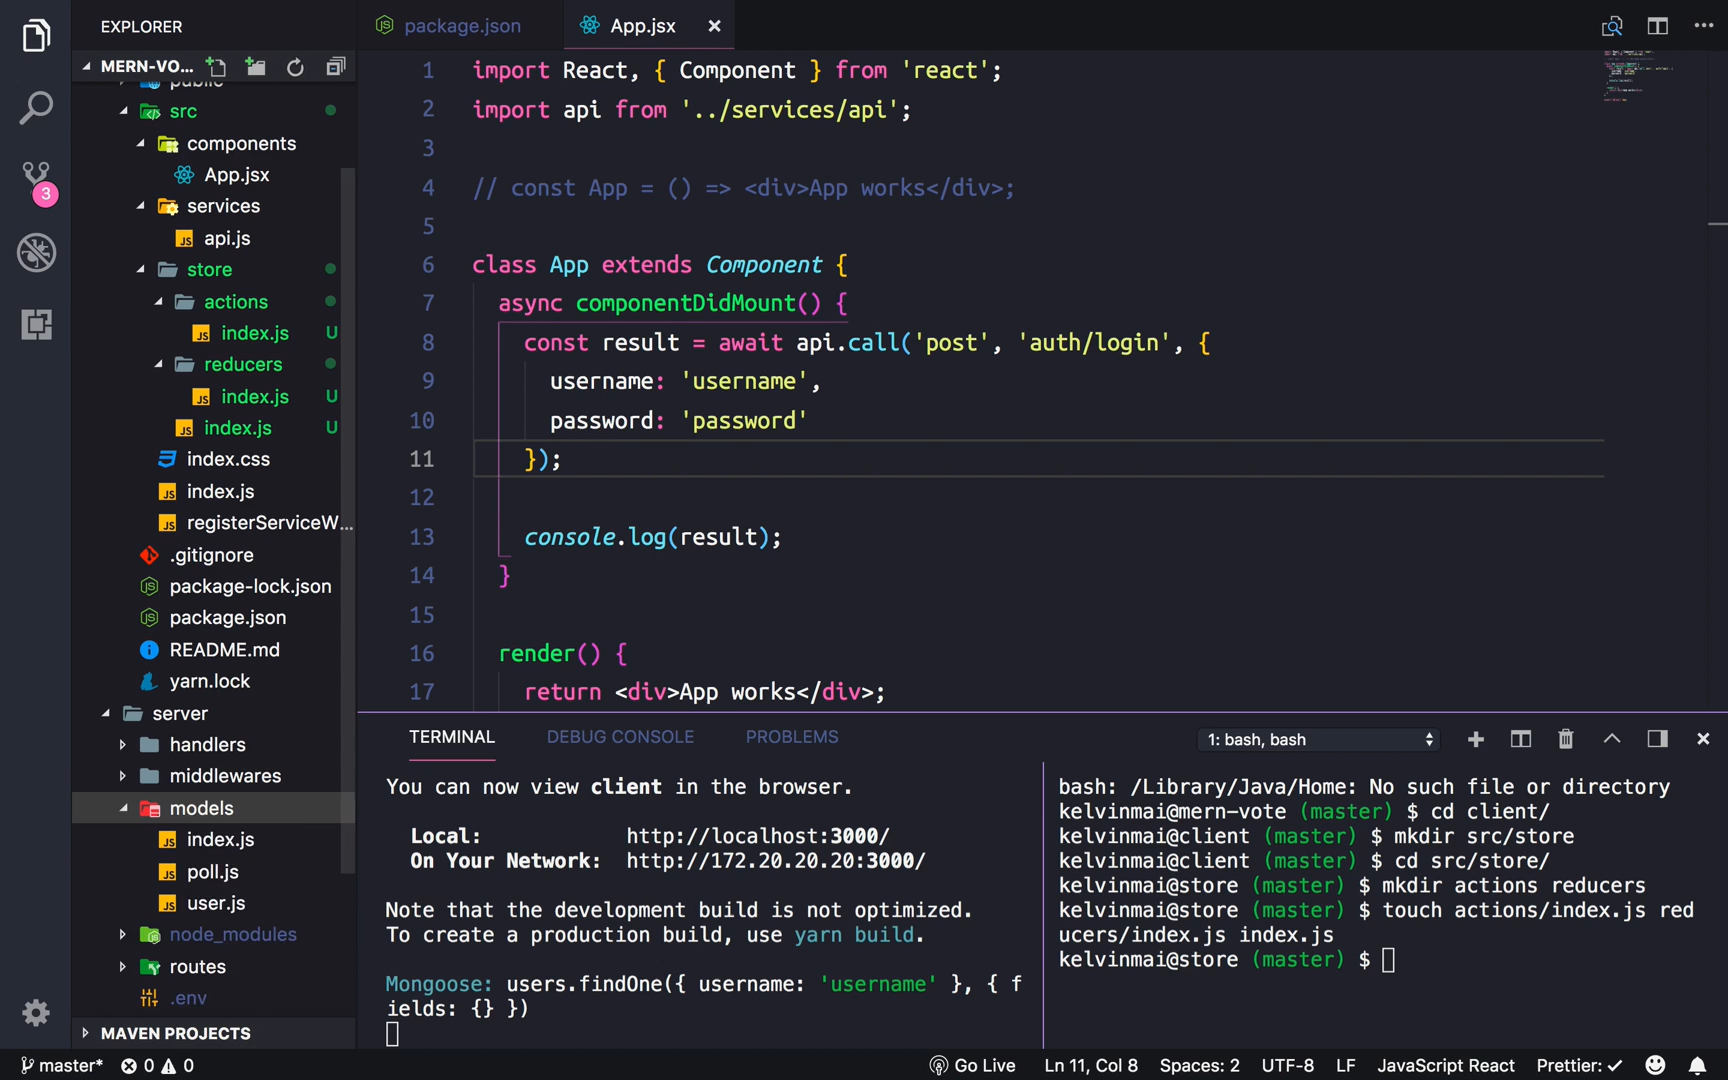 EXPLORER
MERN-VO...
public
src
components
App.jsx
services
api.js
store
actions
index.js U
reducers
index.js U
index.js U
index.css
index.js
registerServiceW...
.gitignore
package-lock.json
package.json
README.md
yarn.lock
server
handlers
middlewares
models
index.js
poll.js
user.js
node_modules
routes
.env
MAVEN PROJECTS
3
package.json
App.jsx
1 import React, { Component } from 'react';
2 import api from '../services/api';
3
4 // const App = () => <div>App works</div>;
5
6 class App extends Component {
7 async componentDidMount() {
8 const result = await api.call('post', 'auth/login', {
9 username: 'username',
10 password: 'password'
11 });
12
13 console.log(result);
14 }
15
16 render() {
17 return <div>App works</div>;
TERMINAL DEBUG CONSOLE PROBLEMS
1: bash, bash
You can now view client in the browser.
Local: http://localhost:3000/
On Your Network: http://172.20.20.20:3000/
Note that the development build is not optimized.
To create a production build, use yarn build.
Mongoose: users.findOne({ username: 'username' }, { f
ields: {} })
bash: /Library/Java/Home: No such file or directory
kelvinmai@mern-vote (master) $ cd client/
kelvinmai@client (master) $ mkdir src/store
kelvinmai@client (master) $ cd src/store/
kelvinmai@store (master) $ mkdir actions reducers
kelvinmai@store (master) $ touch actions/index.js red
ucers/index.js index.js
kelvinmai@store (master) $
master* 0 0
Go Live Ln 11, Col 8 Spaces: 2 UTF-8 LF JavaScript React Prettier: ✓